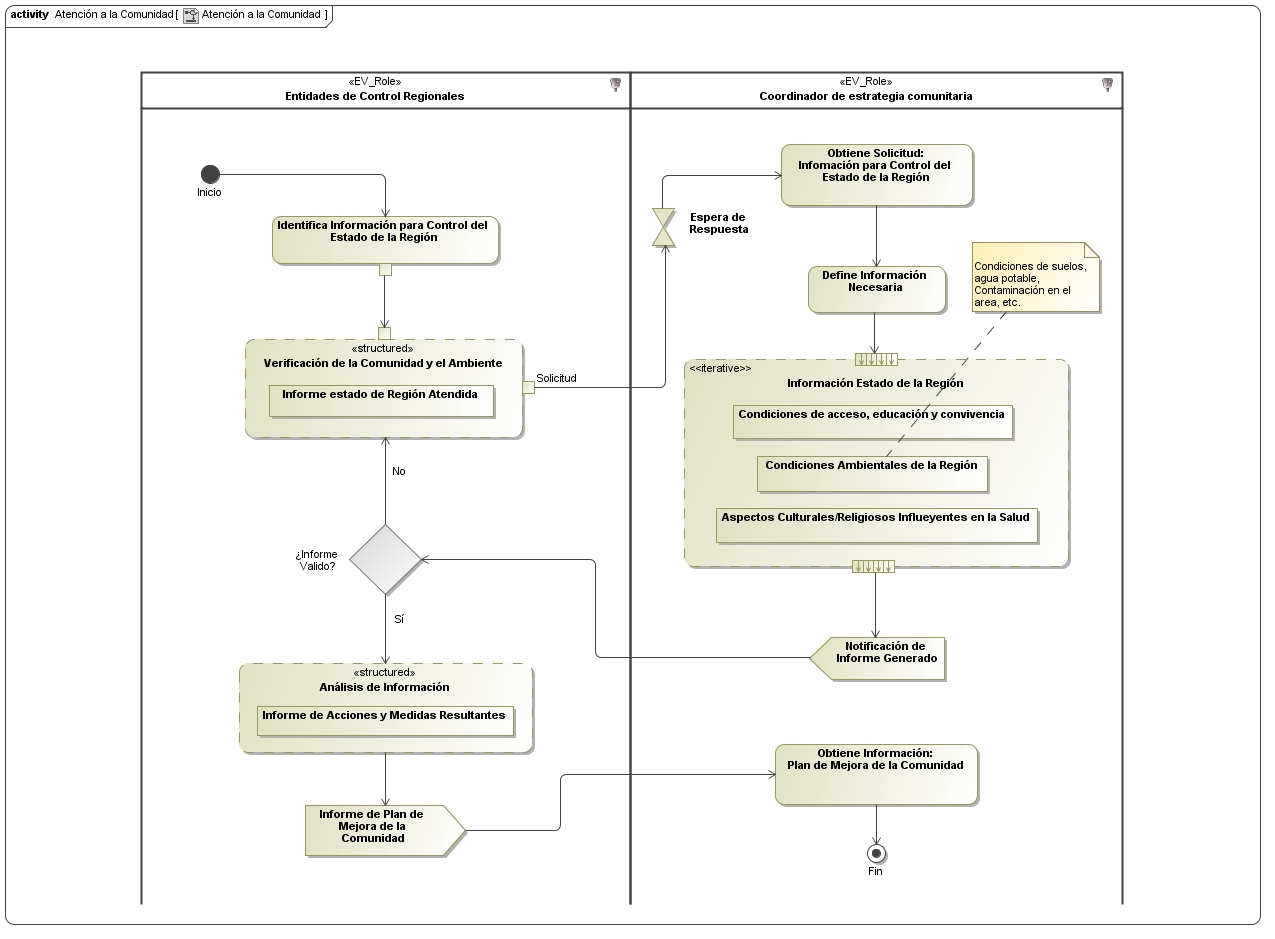 activity Atención a la Comunidad [ Atención a la Comunidad ]
«EV_Role»
Entidades de Control Regionales
«EV_Role»
Coordinador de estrategia comunitaria
Inicio
Identifica Información para Control del
Estado de la Región
«structured»
Verificación de la Comunidad y el Ambiente
Informe estado de Región Atendida
Solicitud
No
¿Informe
Valido?
Sí
«structured»
Análisis de Información
Informe de Acciones y Medidas Resultantes
Informe de Plan de
Mejora de la
Comunidad
Espera de
Respuesta
Obtiene Solicitud:
Infomación para Control del
Estado de la Región
Define Información
Necesaria
Condiciones de suelos,
agua potable,
Contaminación en el
area, etc.
<<iterative>>
Información Estado de la Región
Condiciones de acceso, educación y convivencia
Condiciones Ambientales de la Región
Aspectos Culturales/Religiosos Influeyentes en la Salud
Notificación de
Informe Generado
Obtiene Información:
Plan de Mejora de la Comunidad
Fin